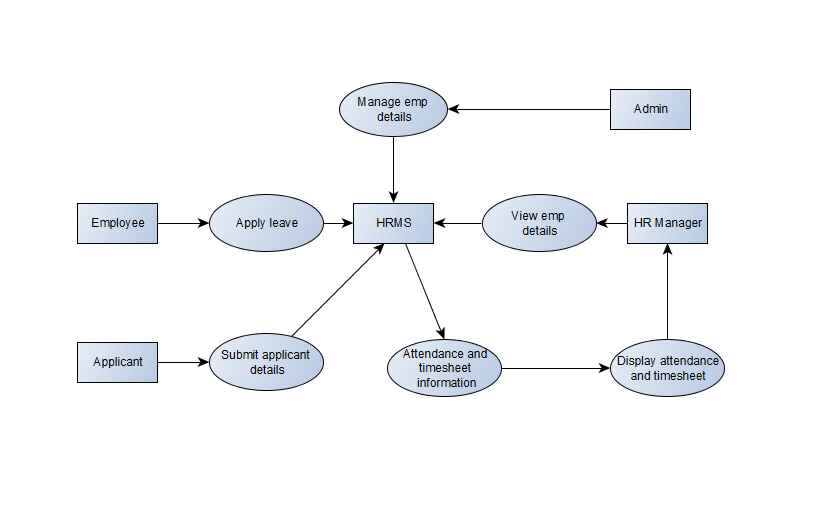 Manage emp
details
Admin
Employee
Apply leave
HRMS
View emp
details
HR Manager
Applicant
Submit applicant
details
Attendance and
timesheet
information
Display attendance
and timesheet